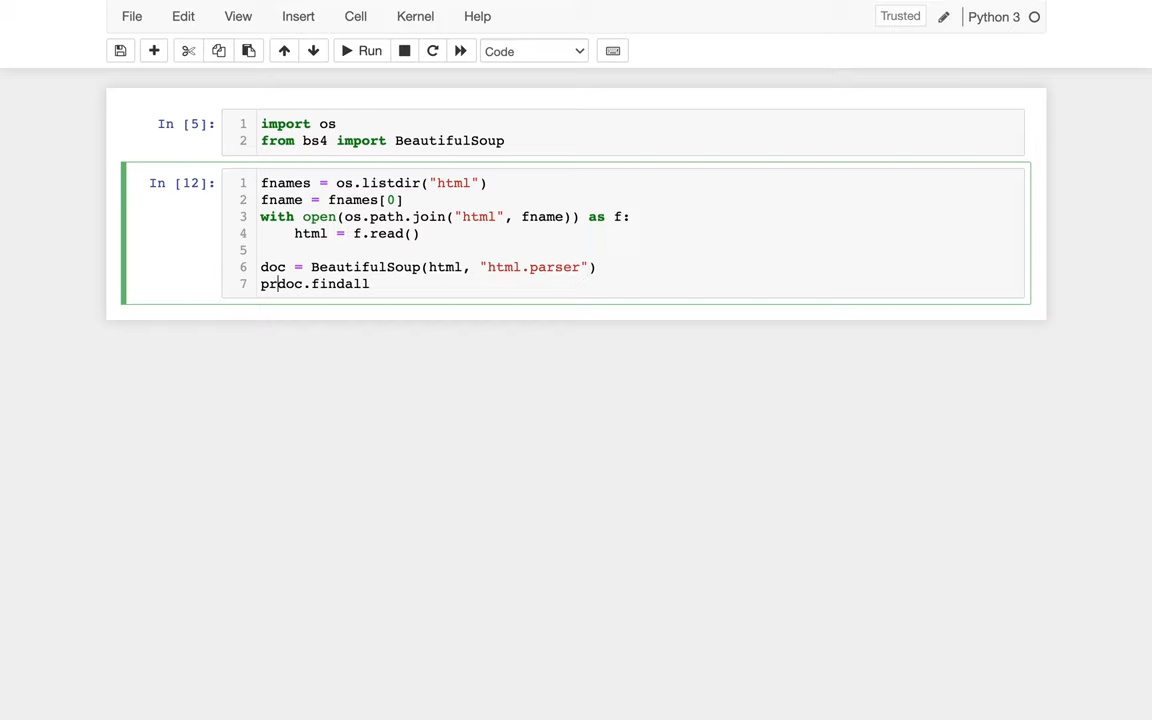 File Edit View Insert Cell Kernel Help Trusted Python 3
Run Code
In [5]: 1 import os
2 from bs4 import BeautifulSoup
In [12]: 1 fnames = os.listdir("html")
2 fname = fnames[0]
3 with open(os.path.join("html", fname)) as f:
4     html = f.read()
5
6 doc = BeautifulSoup(html, "html.parser")
7 prdoc.findall